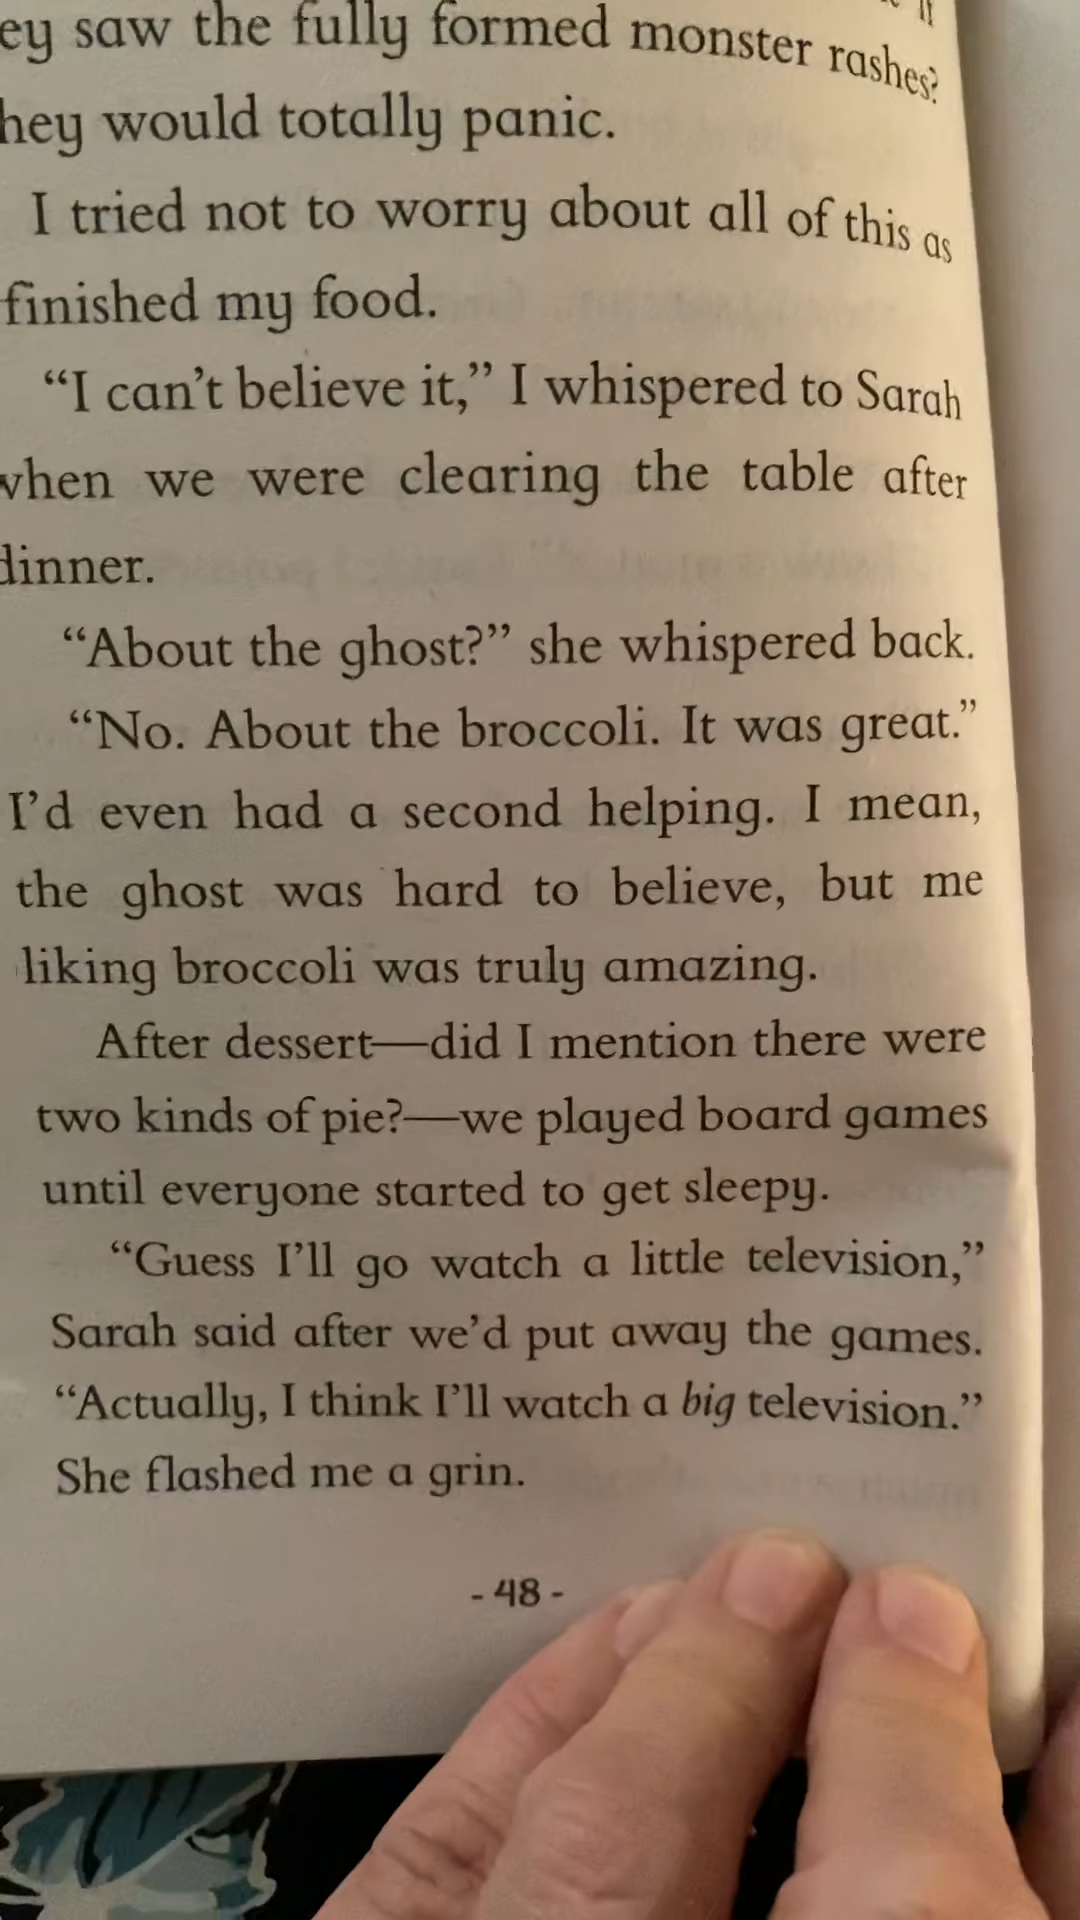 ey saw the fully formed monster rashes?
hey would totally panic.
I tried not to worry about all of this as
finished my food.
“I can’t believe it,” I whispered to Sarah
when we were clearing the table after
dinner.
“About the ghost?” she whispered back.
“No. About the broccoli. It was great.”
I’d even had a second helping. I mean,
the ghost was hard to believe, but me
liking broccoli was truly amazing.
After dessert—did I mention there were
two kinds of pie?—we played board games
until everyone started to get sleepy.
“Guess I’ll go watch a little television,”
Sarah said after we’d put away the games.
“Actually, I think I’ll watch a big television.”
She flashed me a grin.
- 48 -